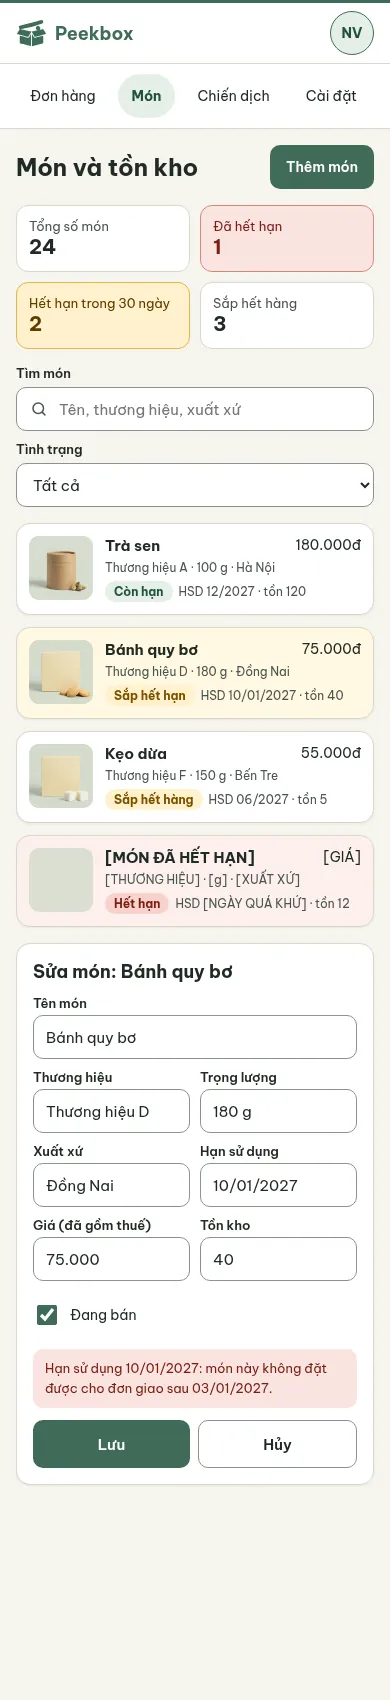 Peekbox
NV
Đơn hàng
Món
Chiến dịch
Cài đặt
Món và tồn kho
Thêm món
Tổng số món
24
Đã hết hạn
1
Hết hạn trong 30 ngày
2
Sắp hết hàng
3
Tìm món
Tên, thương hiệu, xuất xứ
Tình trạng
Tất cả
Trà sen
180.000đ
Thương hiệu A · 100 g · Hà Nội
Còn hạn
HSD 12/2027 · tồn 120
Bánh quy bơ
75.000đ
Thương hiệu D · 180 g · Đồng Nai
Sắp hết hạn
HSD 10/01/2027 · tồn 40
Kẹo dừa
55.000đ
Thương hiệu F · 150 g · Bến Tre
Sắp hết hàng
HSD 06/2027 · tồn 5
[MÓN ĐÃ HẾT HẠN]
[GIÁ]
[THƯƠNG HIỆU] · [g] · [XUẤT XỨ]
Hết hạn
HSD [NGÀY QUÁ KHỨ] · tồn 12
Sửa món: Bánh quy bơ
Tên món
Bánh quy bơ
Thương hiệu
Trọng lượng
Thương hiệu D
180 g
Xuất xứ
Hạn sử dụng
Đồng Nai
10/01/2027
Giá (đã gồm thuế)
Tồn kho
75.000
40
Đang bán
Hạn sử dụng 10/01/2027: món này không đặt
được cho đơn giao sau 03/01/2027.
Lưu
Hủy